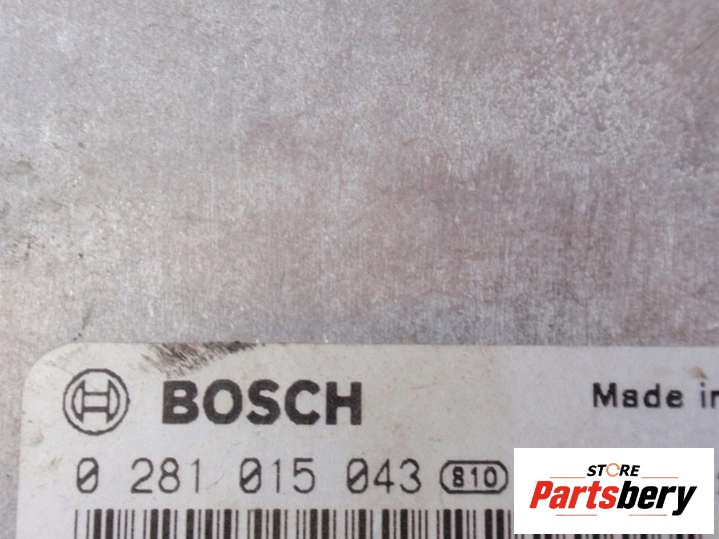 BOSCH
Made in
0 281 015 043 810
STORE
Partsbery